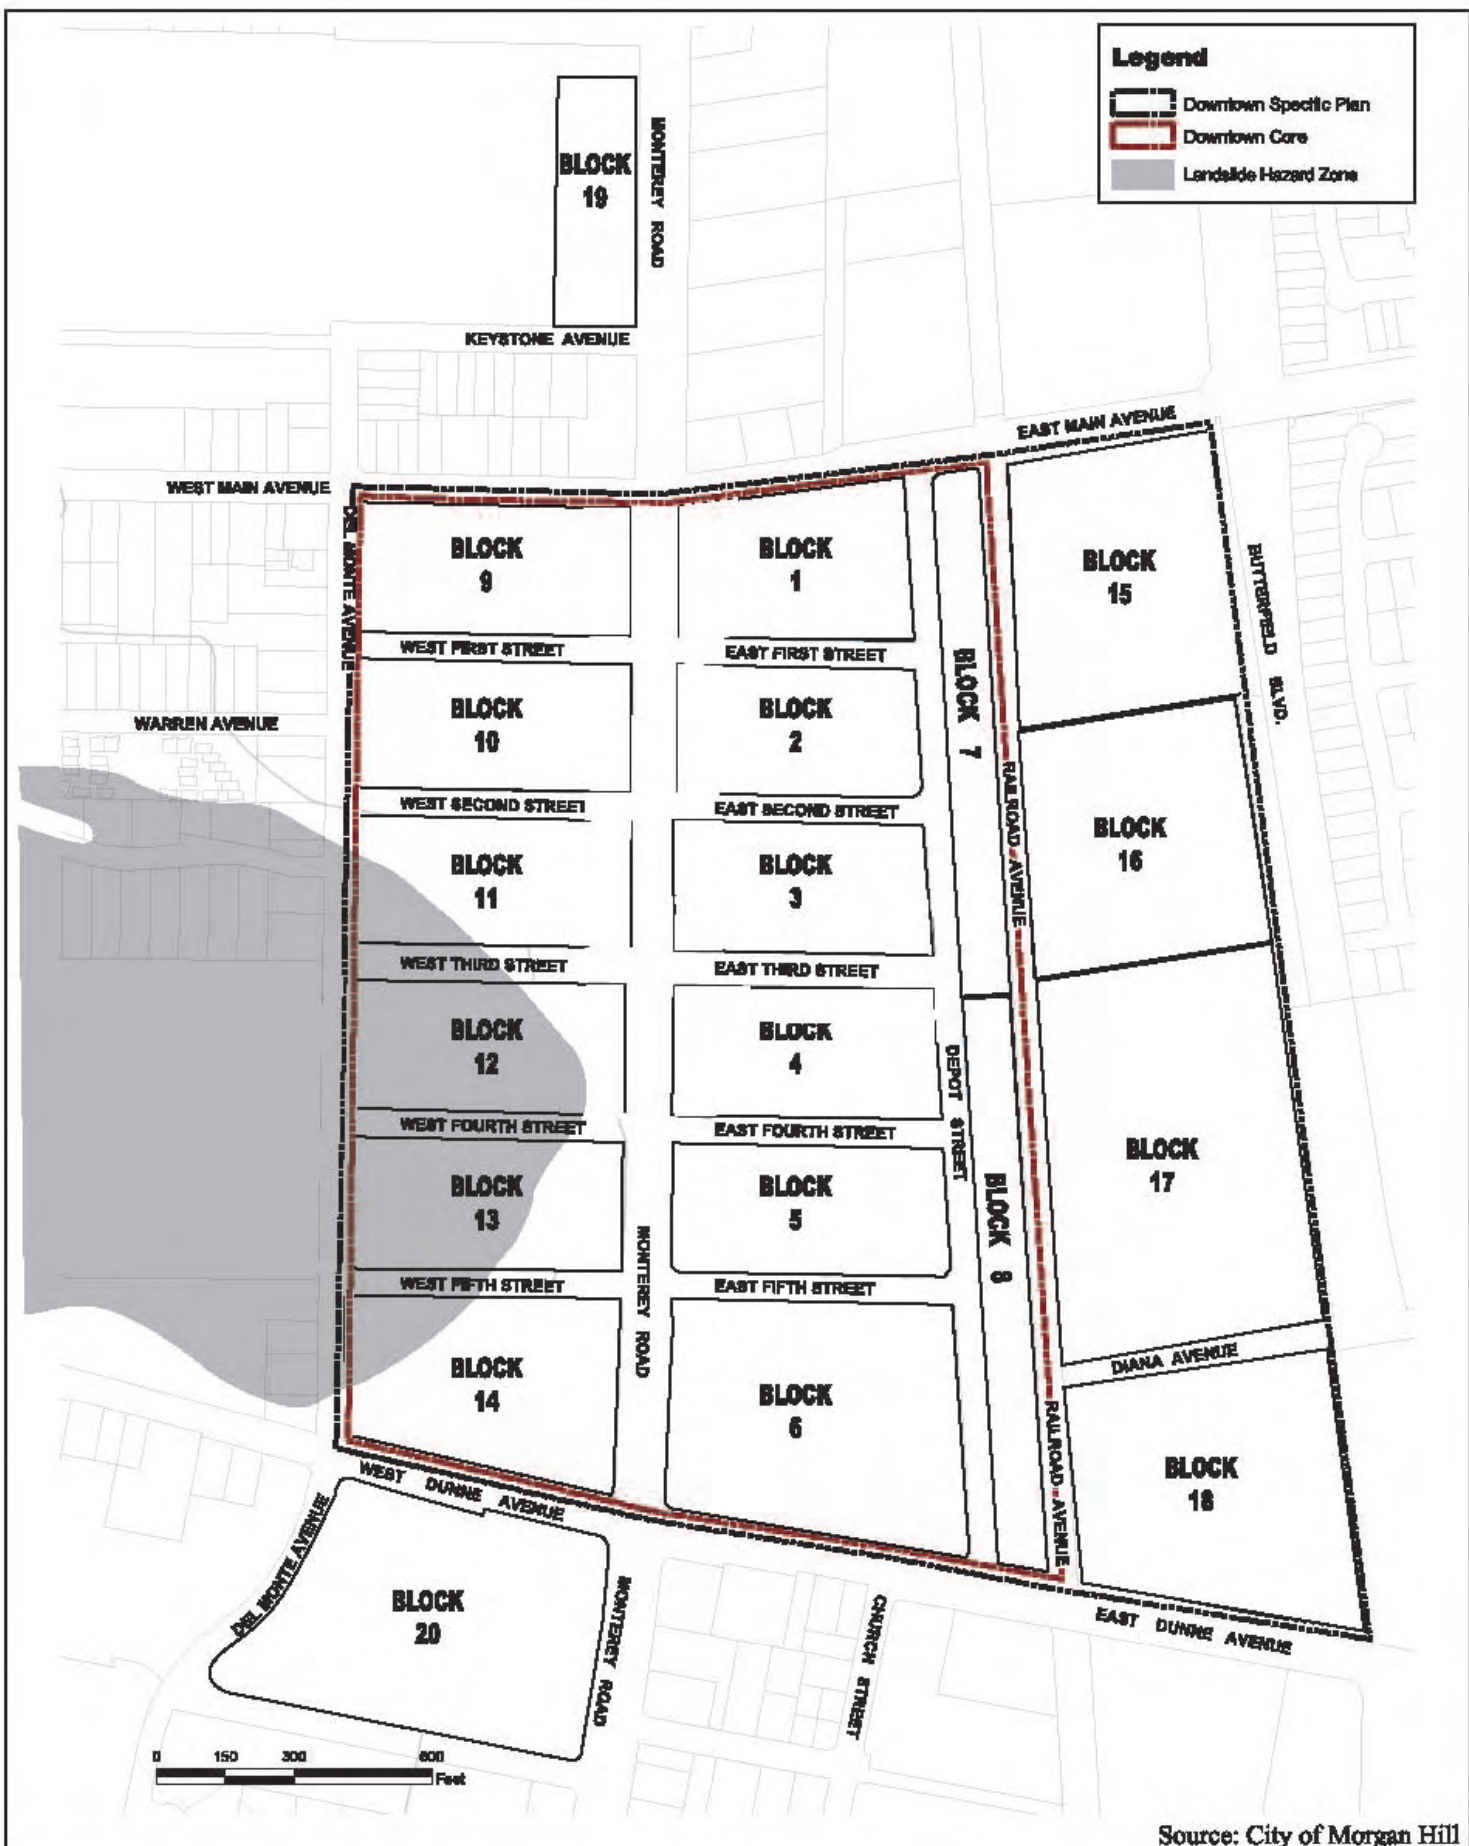 Legend
Downtown Specific Plan
Downtown Core
Landslide Hazard Zone
BLOCK
19
MONTEREY ROAD
KEYSTONE AVENUE
EAST MAIN AVENUE
WEST MAIN AVENUE
DEL MONTE AVENUE
BLOCK
9
BLOCK
1
BLOCK
15
BUTTERFIELD BLVD.
WEST FIRST STREET
EAST FIRST STREET
BLOCK 7
BLOCK
10
BLOCK
2
WARREN AVENUE
RAILROAD AVENUE
WEST SECOND STREET
EAST SECOND STREET
BLOCK
16
BLOCK
11
BLOCK
3
WEST THIRD STREET
EAST THIRD STREET
BLOCK
12
BLOCK
4
DEPOT STREET
WEST FOURTH STREET
EAST FOURTH STREET
BLOCK
17
BLOCK
13
BLOCK
5
BLOCK 8
MONTEREY ROAD
WEST FIFTH STREET
EAST FIFTH STREET
DIANA AVENUE
BLOCK
14
BLOCK
6
RAILROAD AVENUE
BLOCK
18
WEST DUNNE AVENUE
DEL MONTE AVENUE
BLOCK
20
MONTEREY ROAD
CHURCH STREET
EAST DUNNE AVENUE
0 150 300 600
Feet
Source: City of Morgan Hill